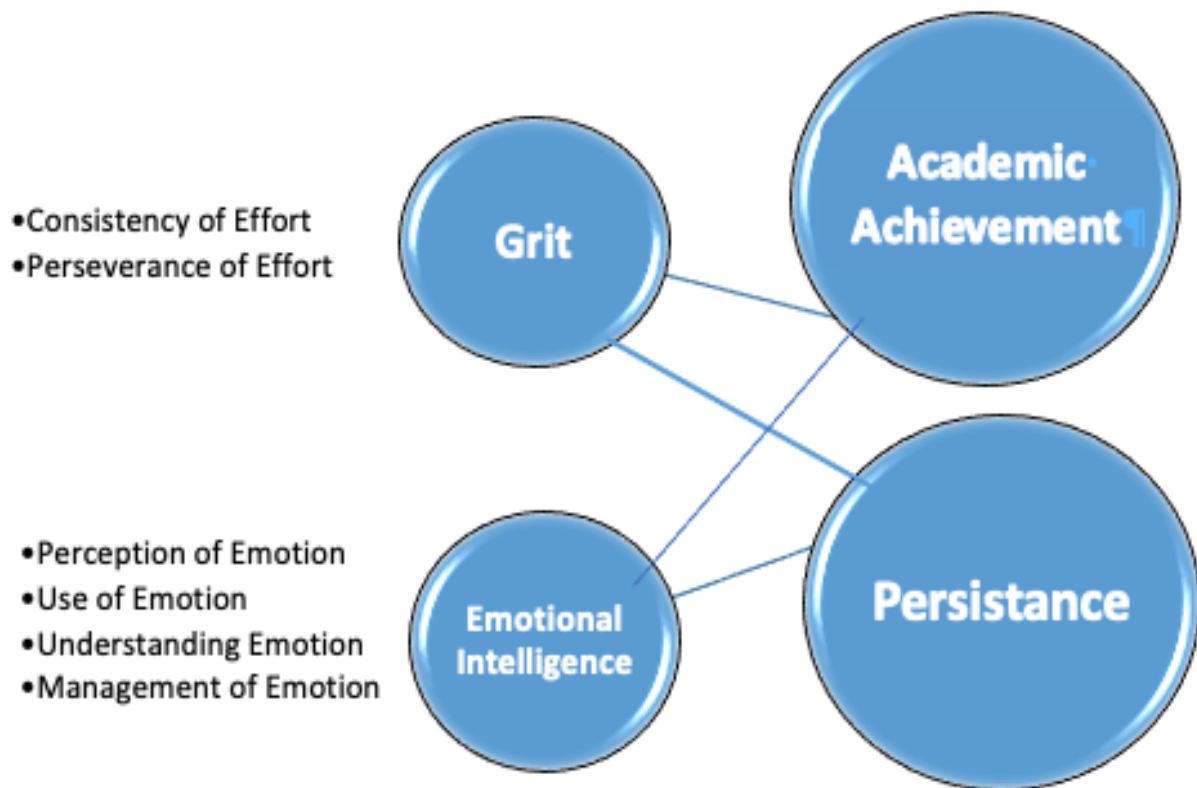 •Consistency of Effort
•Perseverance of Effort
Grit
Academic·
Achievement¶
•Perception of Emotion
•Use of Emotion
•Understanding Emotion
•Management of Emotion
Emotional
Intelligence
Persistance